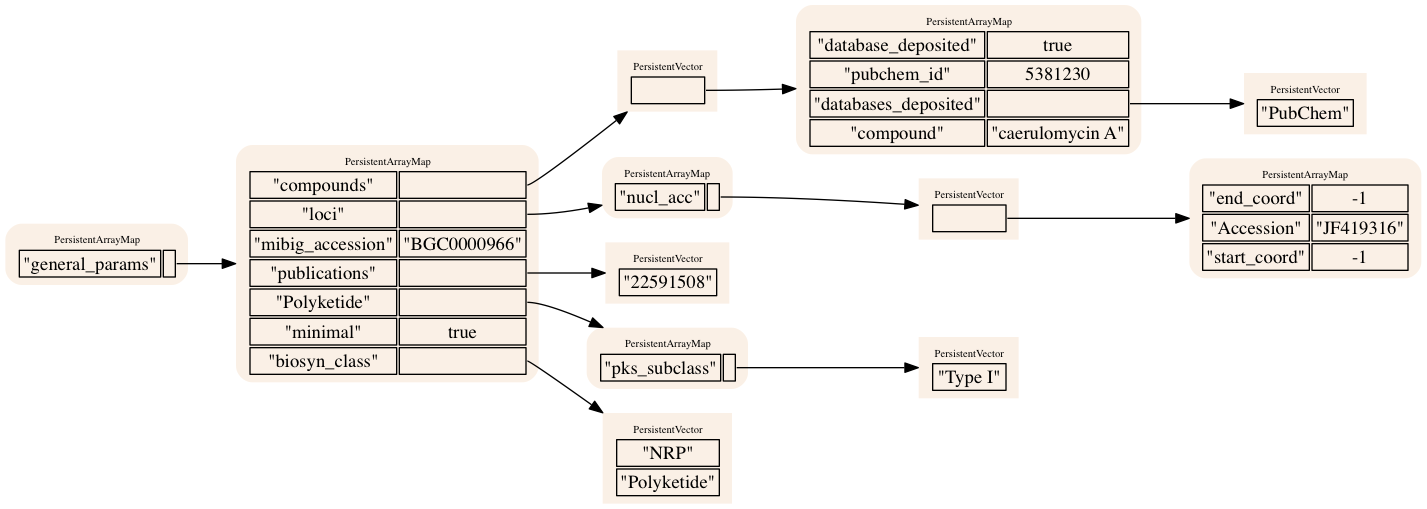 PersistentArrayMap
"general_params"
PersistentArrayMap
"compounds"
"loci"
"mibig_accession" "BGC0000966"
"publications"
"Polyketide"
"minimal" true
"biosyn_class"
PersistentVector
PersistentArrayMap
"database_deposited" true
"pubchem_id" 5381230
"databases_deposited"
"compound" "caerulomycin A"
PersistentVector
"PubChem"
PersistentArrayMap
"nucl_acc"
PersistentVector
PersistentArrayMap
"end_coord" -1
"Accession" "JF419316"
"start_coord" -1
PersistentVector
"22591508"
PersistentArrayMap
"pks_subclass"
PersistentVector
"Type I"
PersistentVector
"NRP"
"Polyketide"